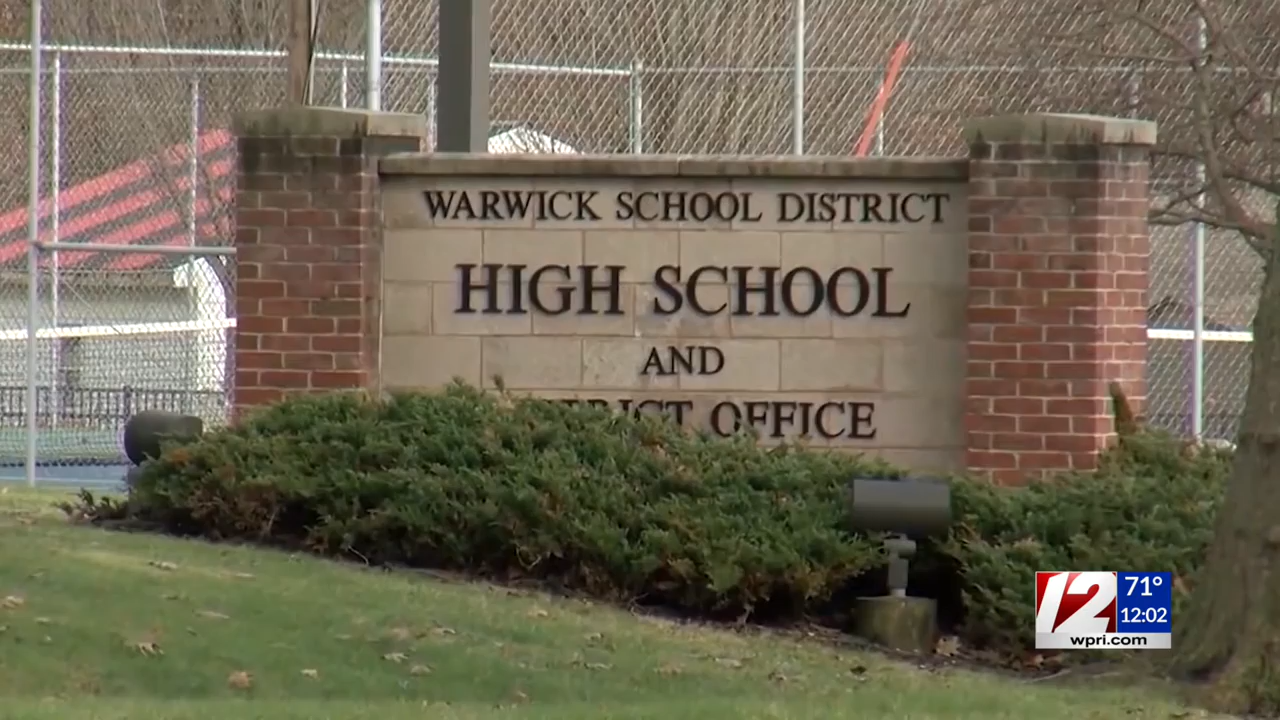 WARWICK SCHOOL DISTRICT
HIGH SCHOOL
AND
OFFICE
12
71°
12:02
wpri.com